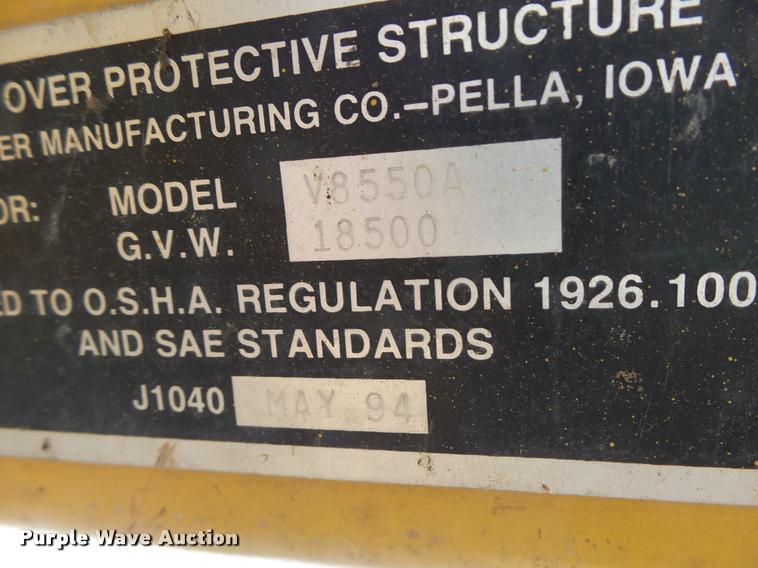 OVER PROTECTIVE STRUCTURE
ER MANUFACTURING CO.-PELLA, IOWA
OR: MODEL V8550A
G.V.W. 18500
ED TO O.S.H.A. REGULATION 1926.100
AND SAE STANDARDS
J1040 MAY 94
Purple Wave Auction®